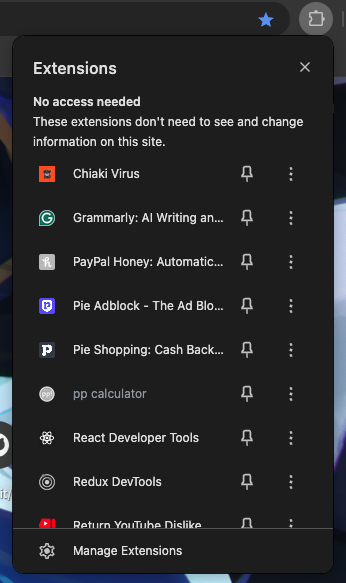 Extensions
No access needed
These extensions don't need to see and change
information on this site.
Chiaki Virus
Grammarly: AI Writing an...
PayPal Honey: Automatic...
Pie Adblock - The Ad Blo...
Pie Shopping: Cash Back...
pp calculator
React Developer Tools
Redux DevTools
Return YouTube Dislike
Manage Extensions